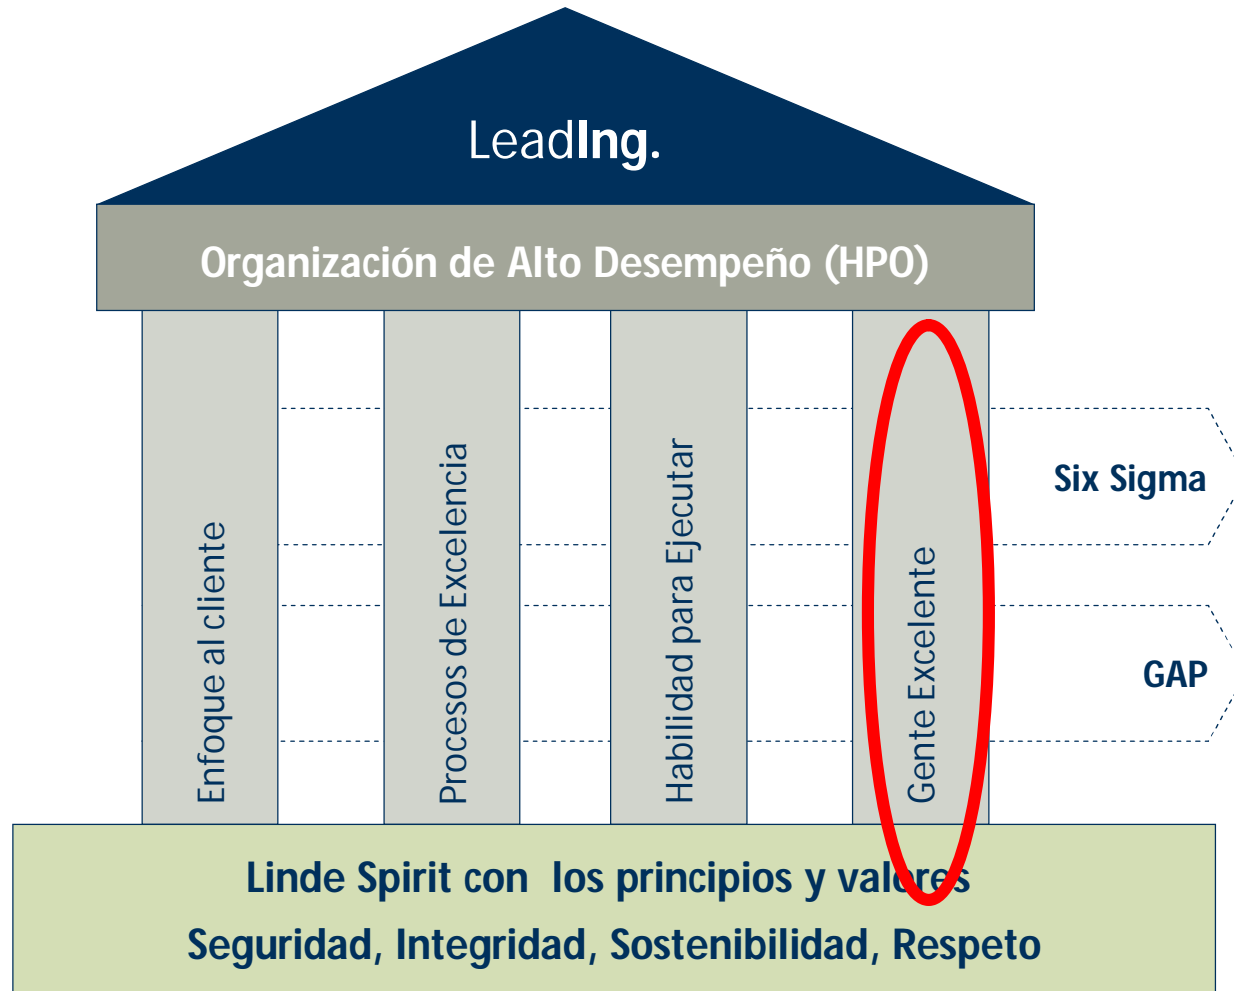 LeadIng.
Organización de Alto Desempeño (HPO)
Enfoque al cliente
Procesos de Excelencia
Habilidad para Ejecutar
Gente Excelente
Six Sigma
GAP
Linde Spirit con los principios y valores
Seguridad, Integridad, Sostenibilidad, Respeto